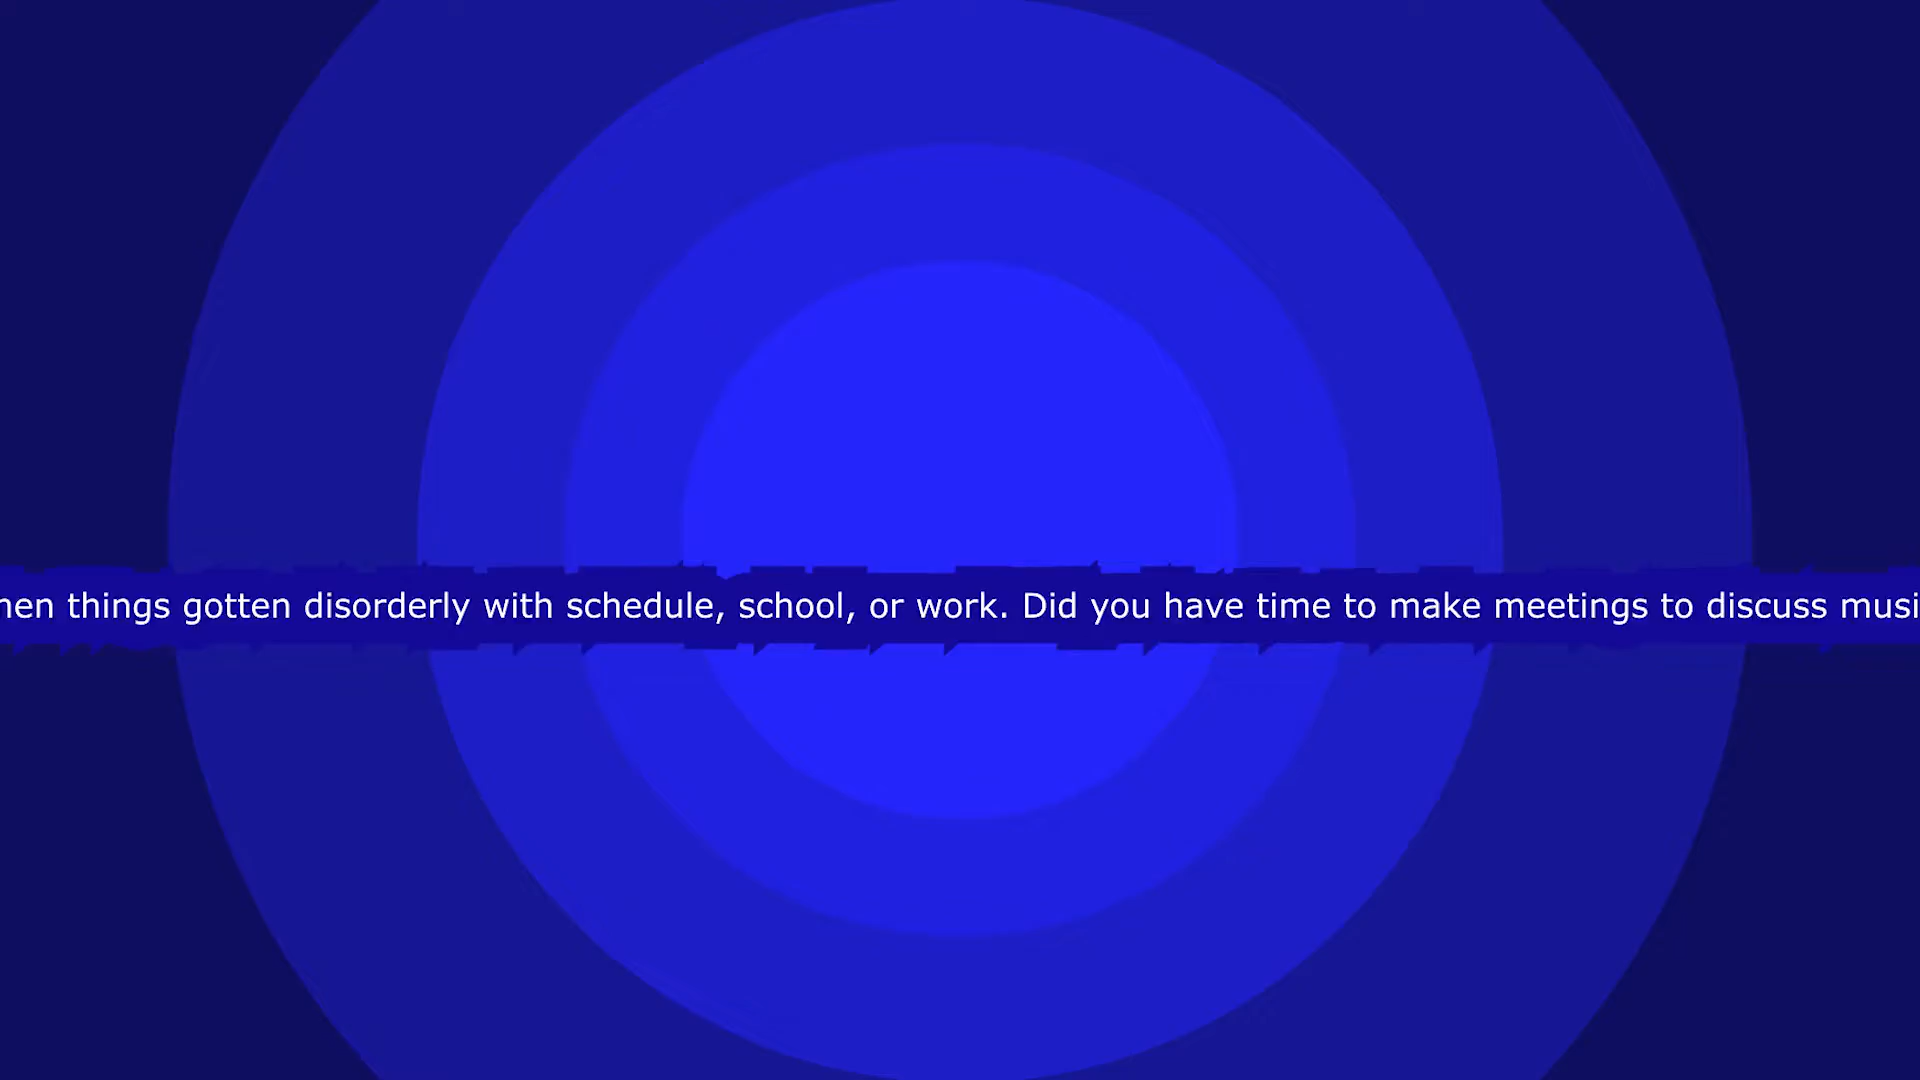 things gotten disorderly with schedule, school, or work. Did you have time to make meetings to discuss